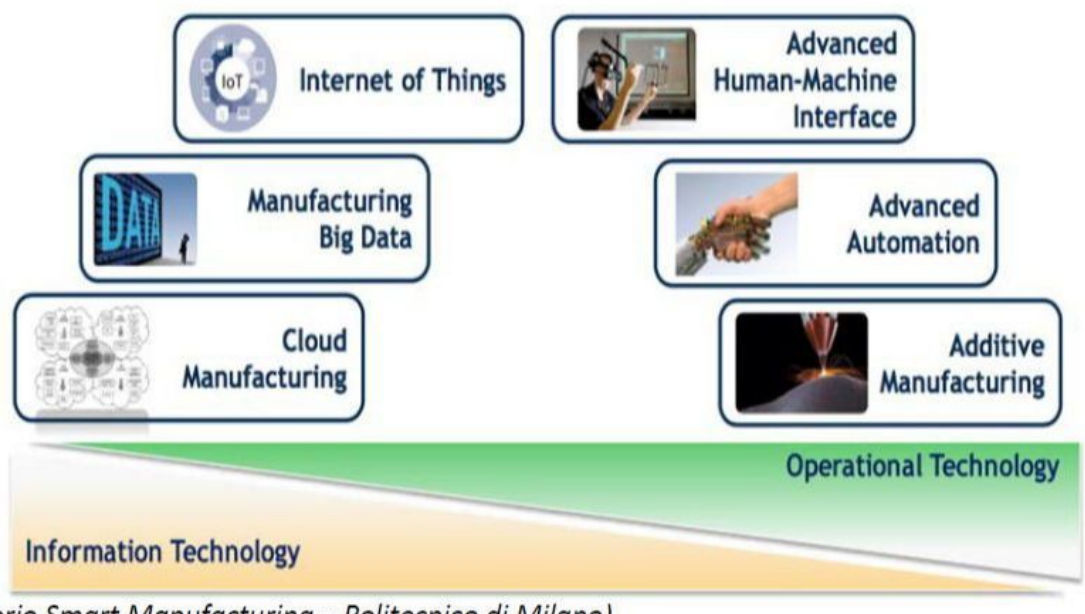 IoT
Internet of Things
Advanced
Human-Machine
Interface
DATA
Manufacturing
Big Data
Advanced
Automation
Cloud
Manufacturing
Additive
Manufacturing
Operational Technology
Information Technology
Smart Manufacturing – Politecnico di Milano)